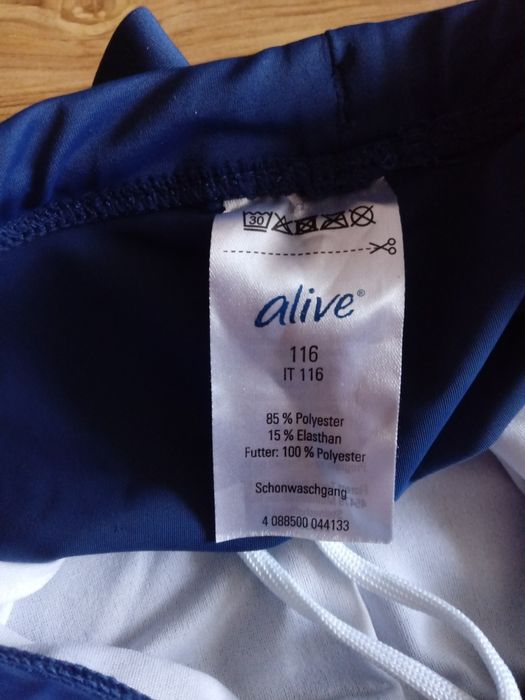 30
alive®
116
IT 116
85 % Polyester
15 % Elasthan
Futter: 100 % Polyester
Schonwaschgang
4 088500 044133